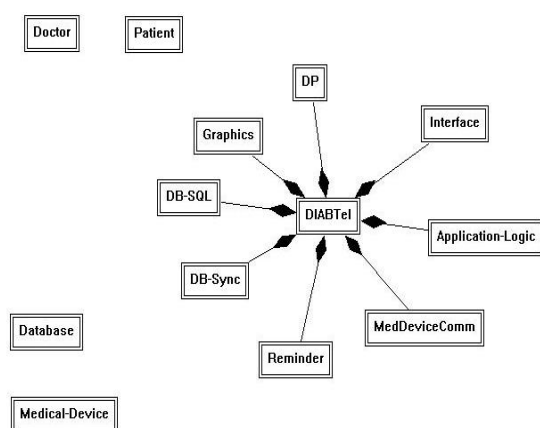 Doctor
Patient
DP
Graphics
Interface
DB-SQL
DIABTel
Application-Logic
DB-Sync
Database
MedDeviceComm
Reminder
Medical-Device